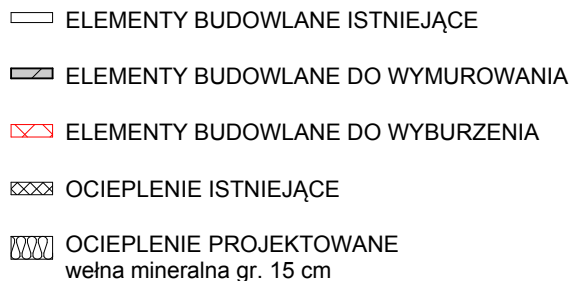 ELEMENTY BUDOWLANE ISTNIEJĄCE
ELEMENTY BUDOWLANE DO WYMUROWANIA
ELEMENTY BUDOWLANE DO WYBURZENIA
OCIEPLENIE ISTNIEJĄCE
OCIEPLENIE PROJEKTOWANE
wełna mineralna gr. 15 cm